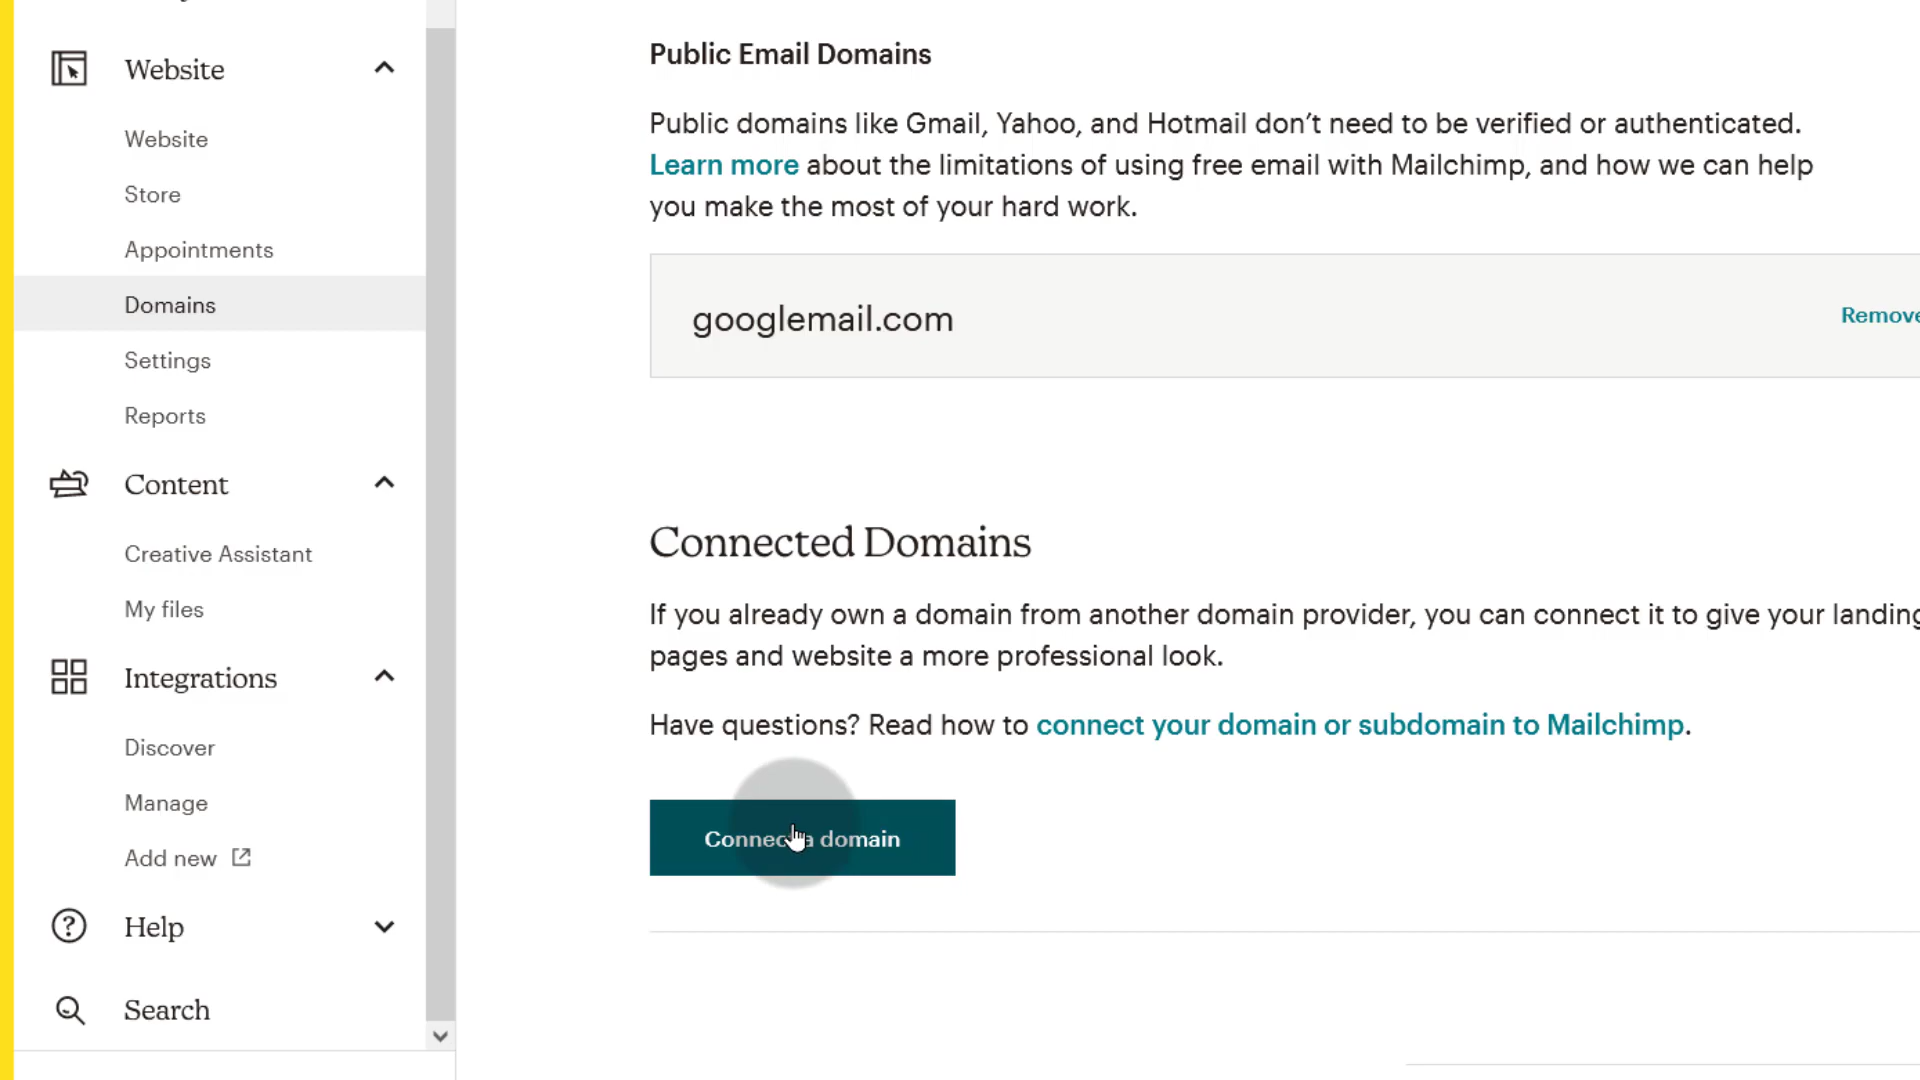 Website
Website
Store
Appointments
Domains
Settings
Reports
Content
Creative Assistant
My files
Integrations
Discover
Manage
Add new
Help
Search
Public Email Domains
Public domains like Gmail, Yahoo, and Hotmail don’t need to be verified or authenticated.
Learn more about the limitations of using free email with Mailchimp, and how we can help
you make the most of your hard work.
googlemail.com
Remove
Connected Domains
If you already own a domain from another domain provider, you can connect it to give your landing
pages and website a more professional look.
Have questions? Read how to connect your domain or subdomain to Mailchimp.
Connect a domain